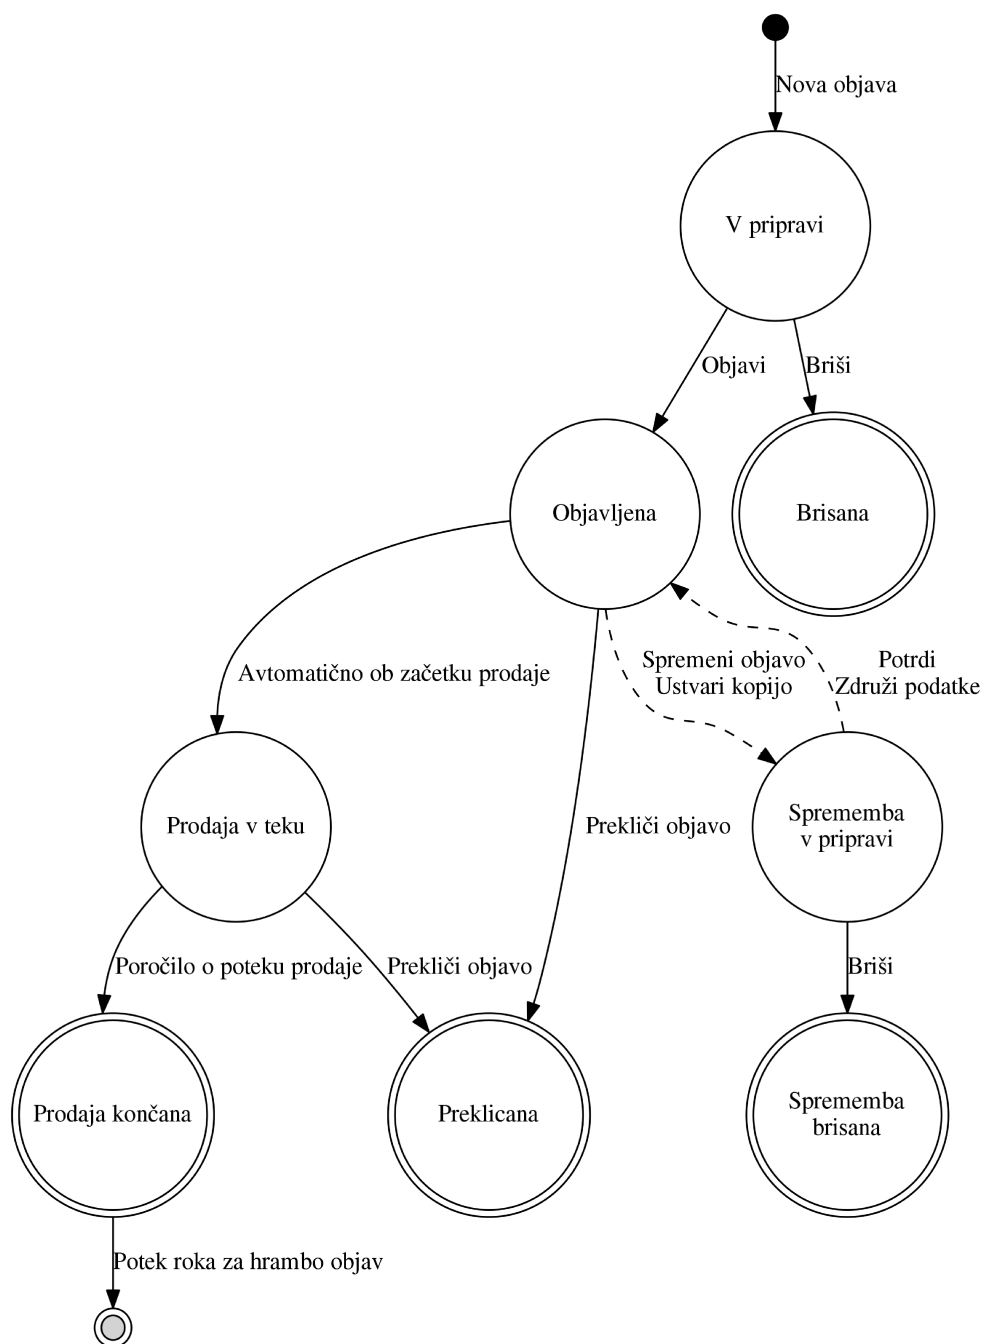 Nova objava
V pripravi
Objavi
Briši
Objavljena
Brisana
Spremeni objavo
Ustvari kopijo
Potrdi
Združi podatke
Avtomatično ob začetku prodaje
Prodaja v teku
Prekliči objavo
Sprememba
v pripravi
Poročilo o poteku prodaje
Prekliči objavo
Briši
Prodaja končana
Preklicana
Sprememba
brisana
Potek roka za hrambo objav